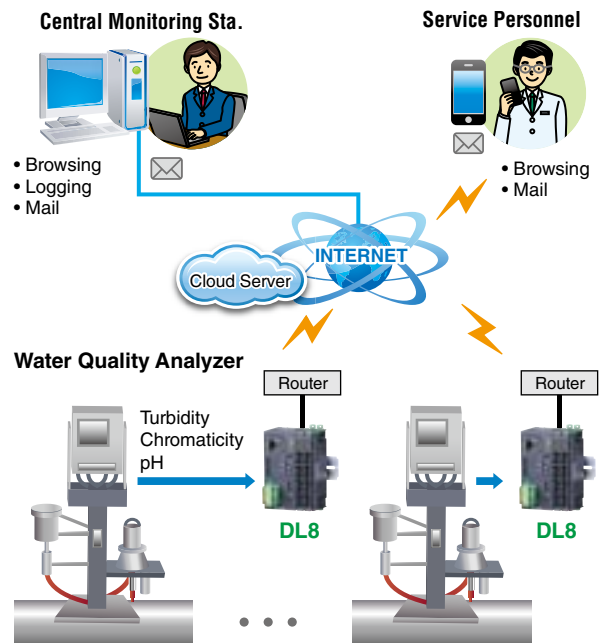 Central Monitoring Sta.
Service Personnel
• Browsing
• Logging
• Mail
• Browsing
• Mail
INTERNET
Cloud Server
Water Quality Analyzer
Router
Router
Turbidity
Chromaticity
pH
DL8
DL8
• • •